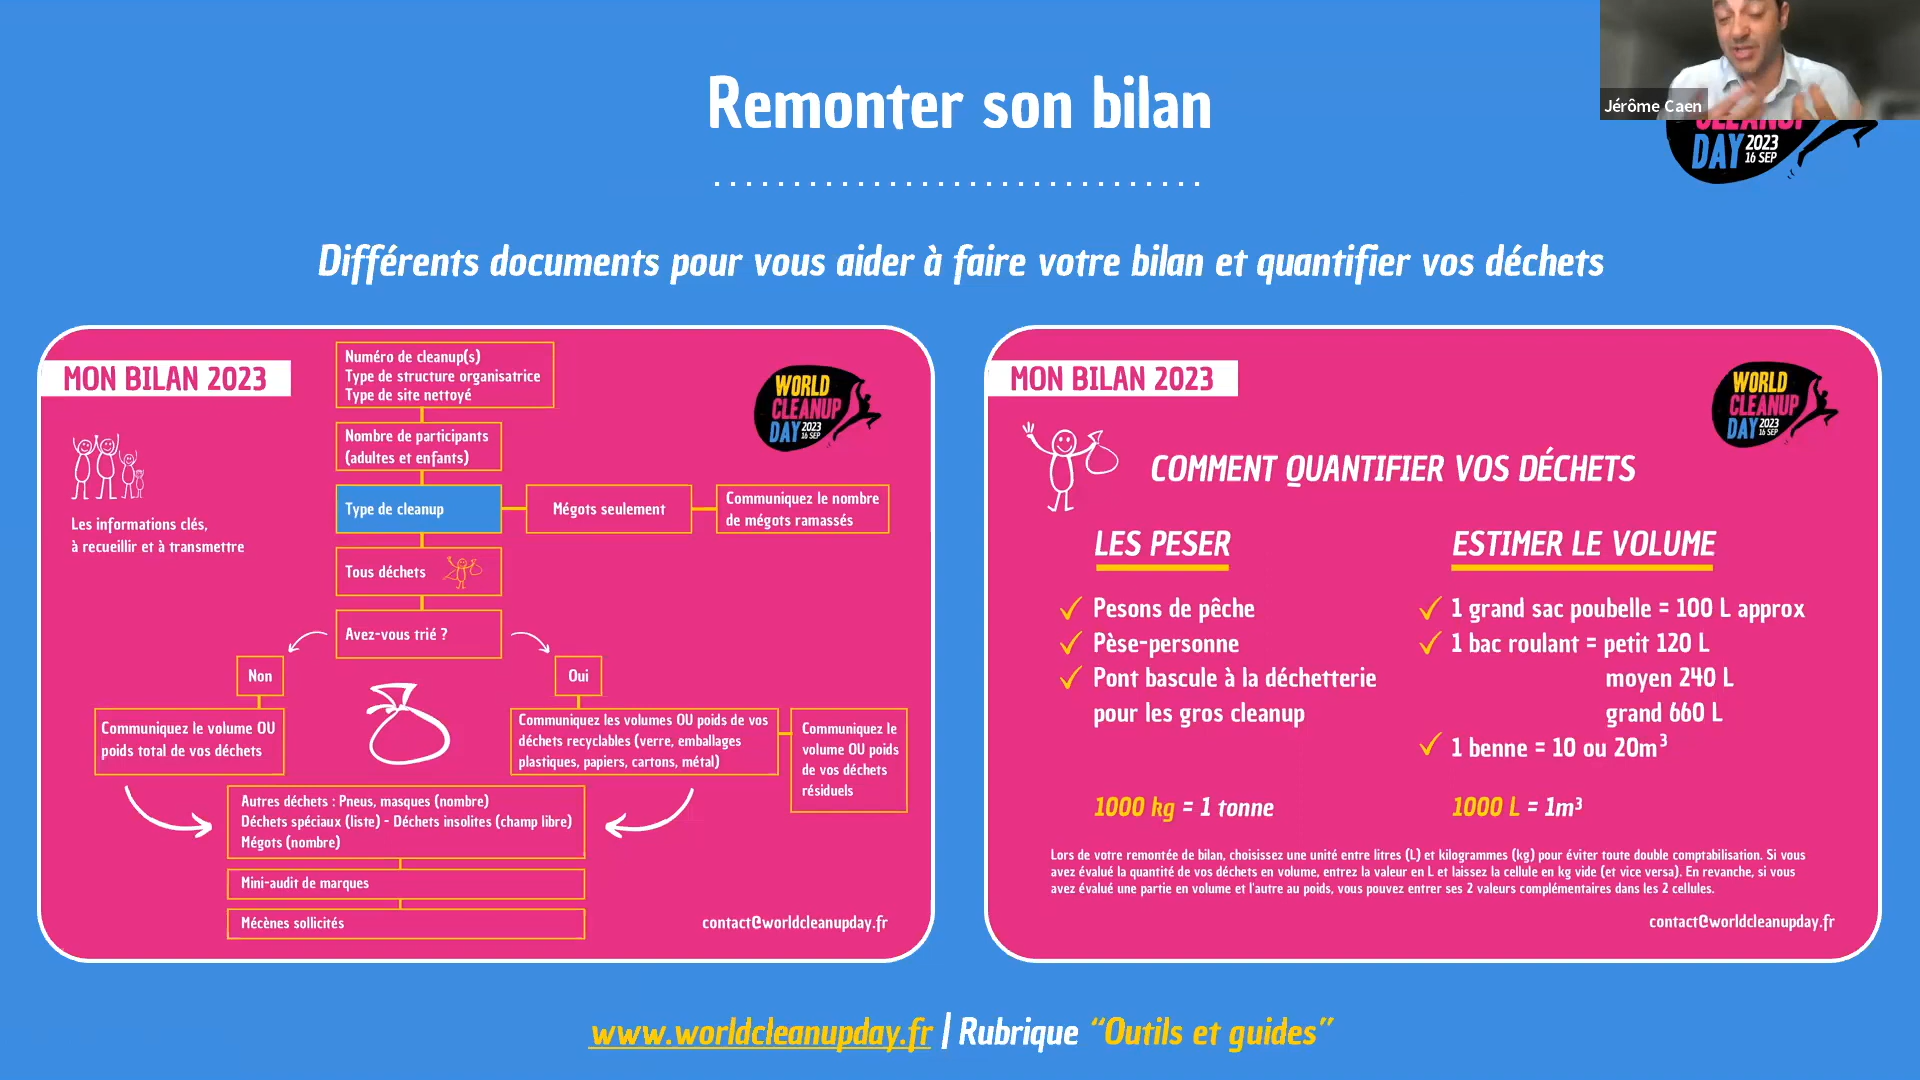 Remonter son bilan
Jérôme Caen
CLEANUP
DAY 2023
16 SEP
Différents documents pour vous aider à faire votre bilan et quantifier vos déchets
MON BILAN 2023
Les informations clés,
à recueillir et à transmettre
Numéro de cleanup(s)
Type de structure organisatrice
Type de site nettoyé
Nombre de participants
(adultes et enfants)
WORLD
CLEANUP
DAY 2023
16 SEP
Type de cleanup
Mégots seulement
Communiquez le nombre
de mégots ramassés
Tous déchets
Avez-vous trié ?
Non
Oui
Communiquez le volume OU
poids total de vos déchets
Communiquez les volumes OU poids de vos
déchets recyclables (verre, emballages
plastiques, papiers, cartons, métal)
Communiquez le
volume OU poids
de vos déchets
résiduels
Autres déchets : Pneus, masques (nombre)
Déchets spéciaux (liste) - Déchets insolites (champ libre)
Mégots (nombre)
Mini-audit de marques
Mécènes sollicités
contact@worldcleanupday.fr
MON BILAN 2023
WORLD
CLEANUP
DAY 2023
16 SEP
COMMENT QUANTIFIER VOS DÉCHETS
LES PESER
Pesons de pêche
Pèse-personne
Pont bascule à la déchetterie
pour les gros cleanup
1000 kg = 1 tonne
ESTIMER LE VOLUME
1 grand sac poubelle = 100 L approx
1 bac roulant = petit 120 L
moyen 240 L
grand 660 L
1 benne = 10 ou 20m³
1000 L = 1m³
Lors de votre remontée de bilan, choisissez une unité entre litres (L) et kilogrammes (kg) pour éviter toute double comptabilisation. Si vous
avez évalué la quantité de vos déchets en volume, entrez la valeur en L et laissez la cellule en kg vide (et vice versa). En revanche, si vous
avez évalué une partie en volume et l'autre au poids, vous pouvez entrer ses 2 valeurs complémentaires dans les 2 cellules.
contact@worldcleanupday.fr
www.worldcleanupday.fr | Rubrique "Outils et guides"